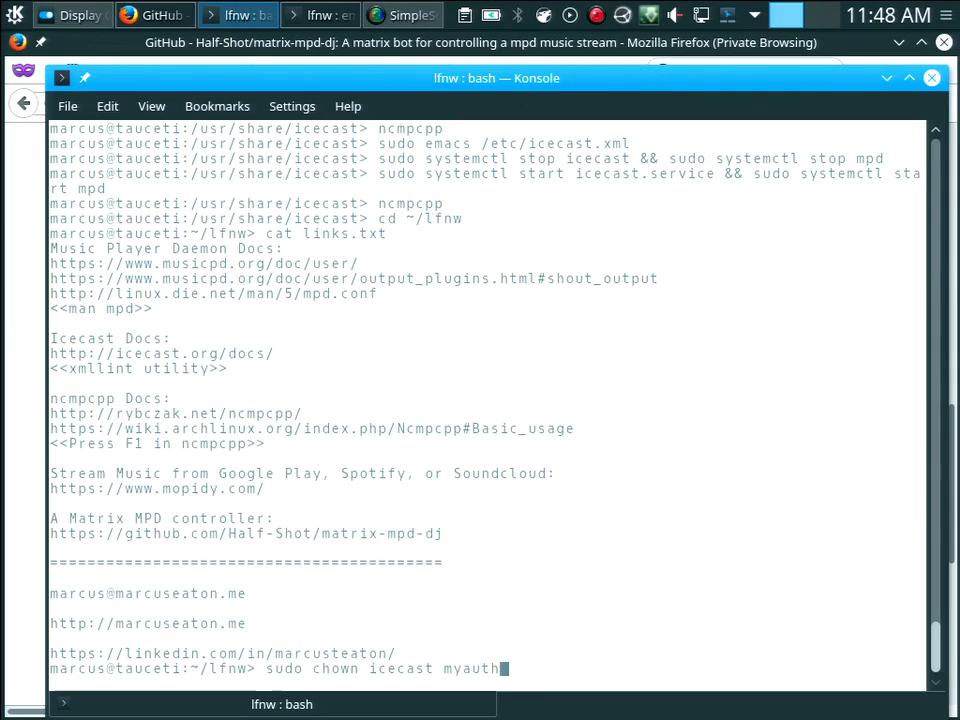 Display
GitHub -
lfnw : ba
lfnw : en
SimpleSc
11:48 AM
GitHub - Half-Shot/matrix-mpd-dj: A matrix bot for controlling a mpd music stream - Mozilla Firefox (Private Browsing)
lfnw : bash — Konsole
File Edit View Bookmarks Settings Help
marcus@tauceti:/usr/share/icecast> ncmpcpp
marcus@tauceti:/usr/share/icecast> sudo emacs /etc/icecast.xml
marcus@tauceti:/usr/share/icecast> sudo systemctl stop icecast && sudo systemctl stop mpd
marcus@tauceti:/usr/share/icecast> sudo systemctl start icecast.service && sudo systemctl sta
rt mpd
marcus@tauceti:/usr/share/icecast> ncmpcpp
marcus@tauceti:/usr/share/icecast> cd ~/lfnw
marcus@tauceti:~/lfnw> cat links.txt
Music Player Daemon Docs:
https://www.musicpd.org/doc/user/
https://www.musicpd.org/doc/user/output_plugins.html#shout_output
http://linux.die.net/man/5/mpd.conf
<<man mpd>>
Icecast Docs:
http://icecast.org/docs/
<<xmllint utility>>
ncmpcpp Docs:
http://rybczak.net/ncmpcpp/
https://wiki.archlinux.org/index.php/Ncmpcpp#Basic_usage
<<Press F1 in ncmpcpp>>
Stream Music from Google Play, Spotify, or Soundcloud:
https://www.mopidy.com/
A Matrix MPD controller:
https://github.com/Half-Shot/matrix-mpd-dj
==========================================
marcus@marcuseaton.me
http://marcuseaton.me
https://linkedin.com/in/marcusteaton/
marcus@tauceti:~/lfnw> sudo chown icecast myauth
lfnw : bash